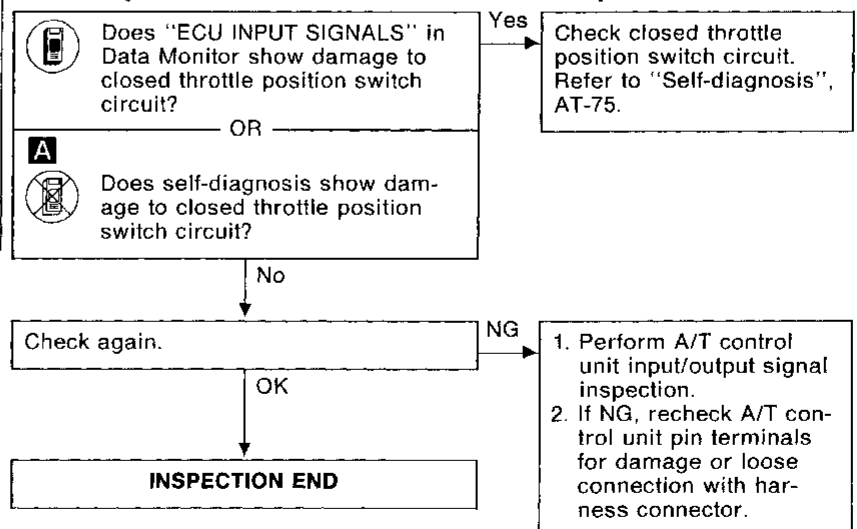 Does "ECU INPUT SIGNALS" in
Data Monitor show damage to
closed throttle position switch
circuit?
Yes
Check closed throttle
position switch circuit.
Refer to "Self-diagnosis",
AT-75.
OR
A
Does self-diagnosis show dam-
age to closed throttle position
switch circuit?
No
Check again.
NG
1. Perform A/T control
unit input/output signal
inspection.
2. If NG, recheck A/T con-
trol unit pin terminals
for damage or loose
connection with har-
ness connector.
OK
INSPECTION END